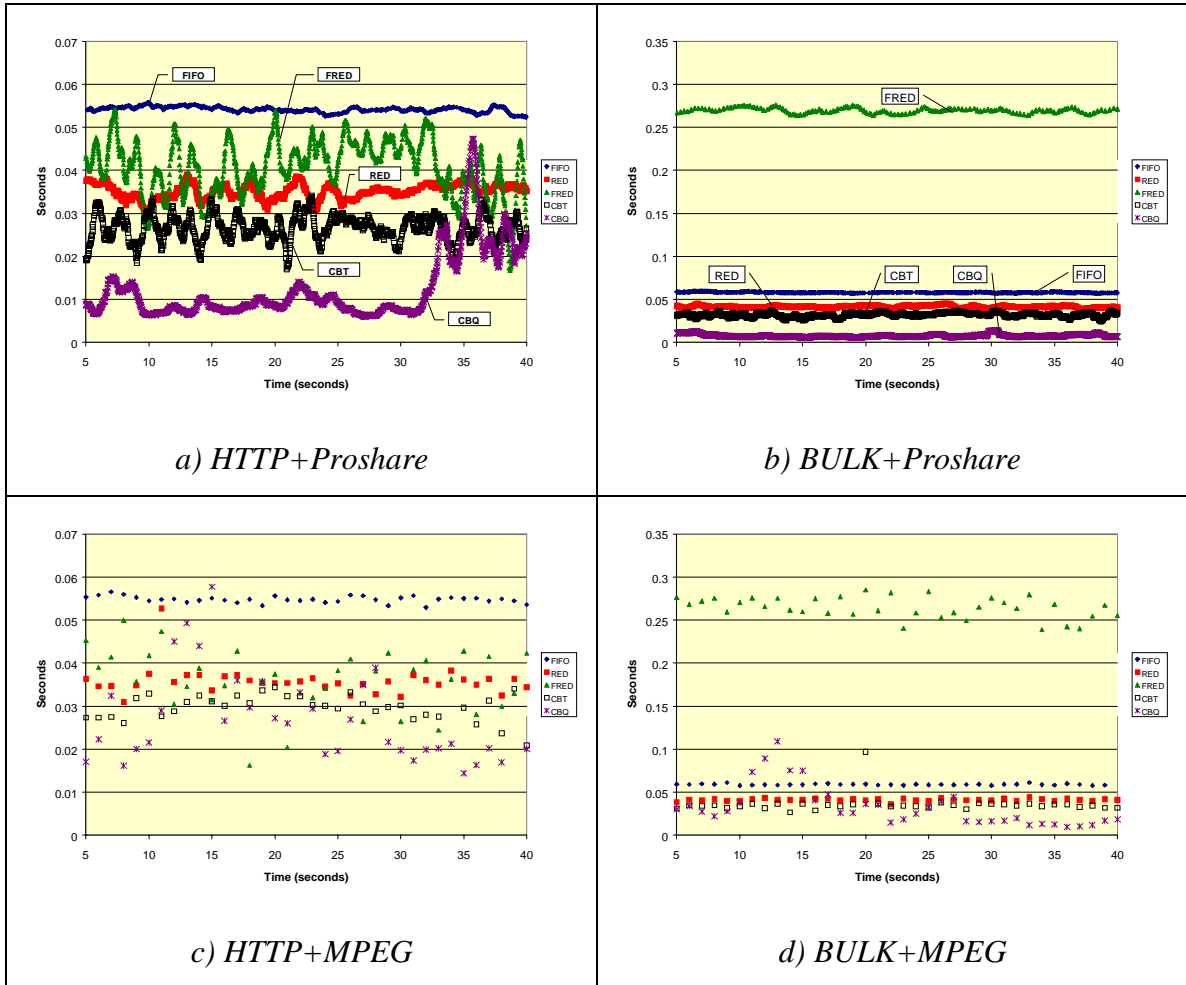 0.07
0.06
0.05
0.04
0.03
0.02
0.01
0
Seconds
5 10 15 20 25 30 35 40
Time (seconds)
FIFO
FRED
RED
CBT
CBQ
FIFO
RED
FRED
CBT
CBQ
a) HTTP+Proshare
0.35
0.3
0.25
0.2
0.15
0.1
0.05
0
Seconds
5 10 15 20 25 30 35 40
Time (seconds)
FRED
RED
CBT
CBQ
FIFO
FIFO
RED
FRED
CBT
CBQ
b) BULK+Proshare
0.07
0.06
0.05
0.04
0.03
0.02
0.01
0
Seconds
5 10 15 20 25 30 35 40
Time (seconds)
FIFO
RED
FRED
CBT
CBQ
c) HTTP+MPEG
0.35
0.3
0.25
0.2
0.15
0.1
0.05
0
Seconds
5 10 15 20 25 30 35 40
Time (seconds)
FIFO
RED
FRED
CBT
CBQ
d) BULK+MPEG